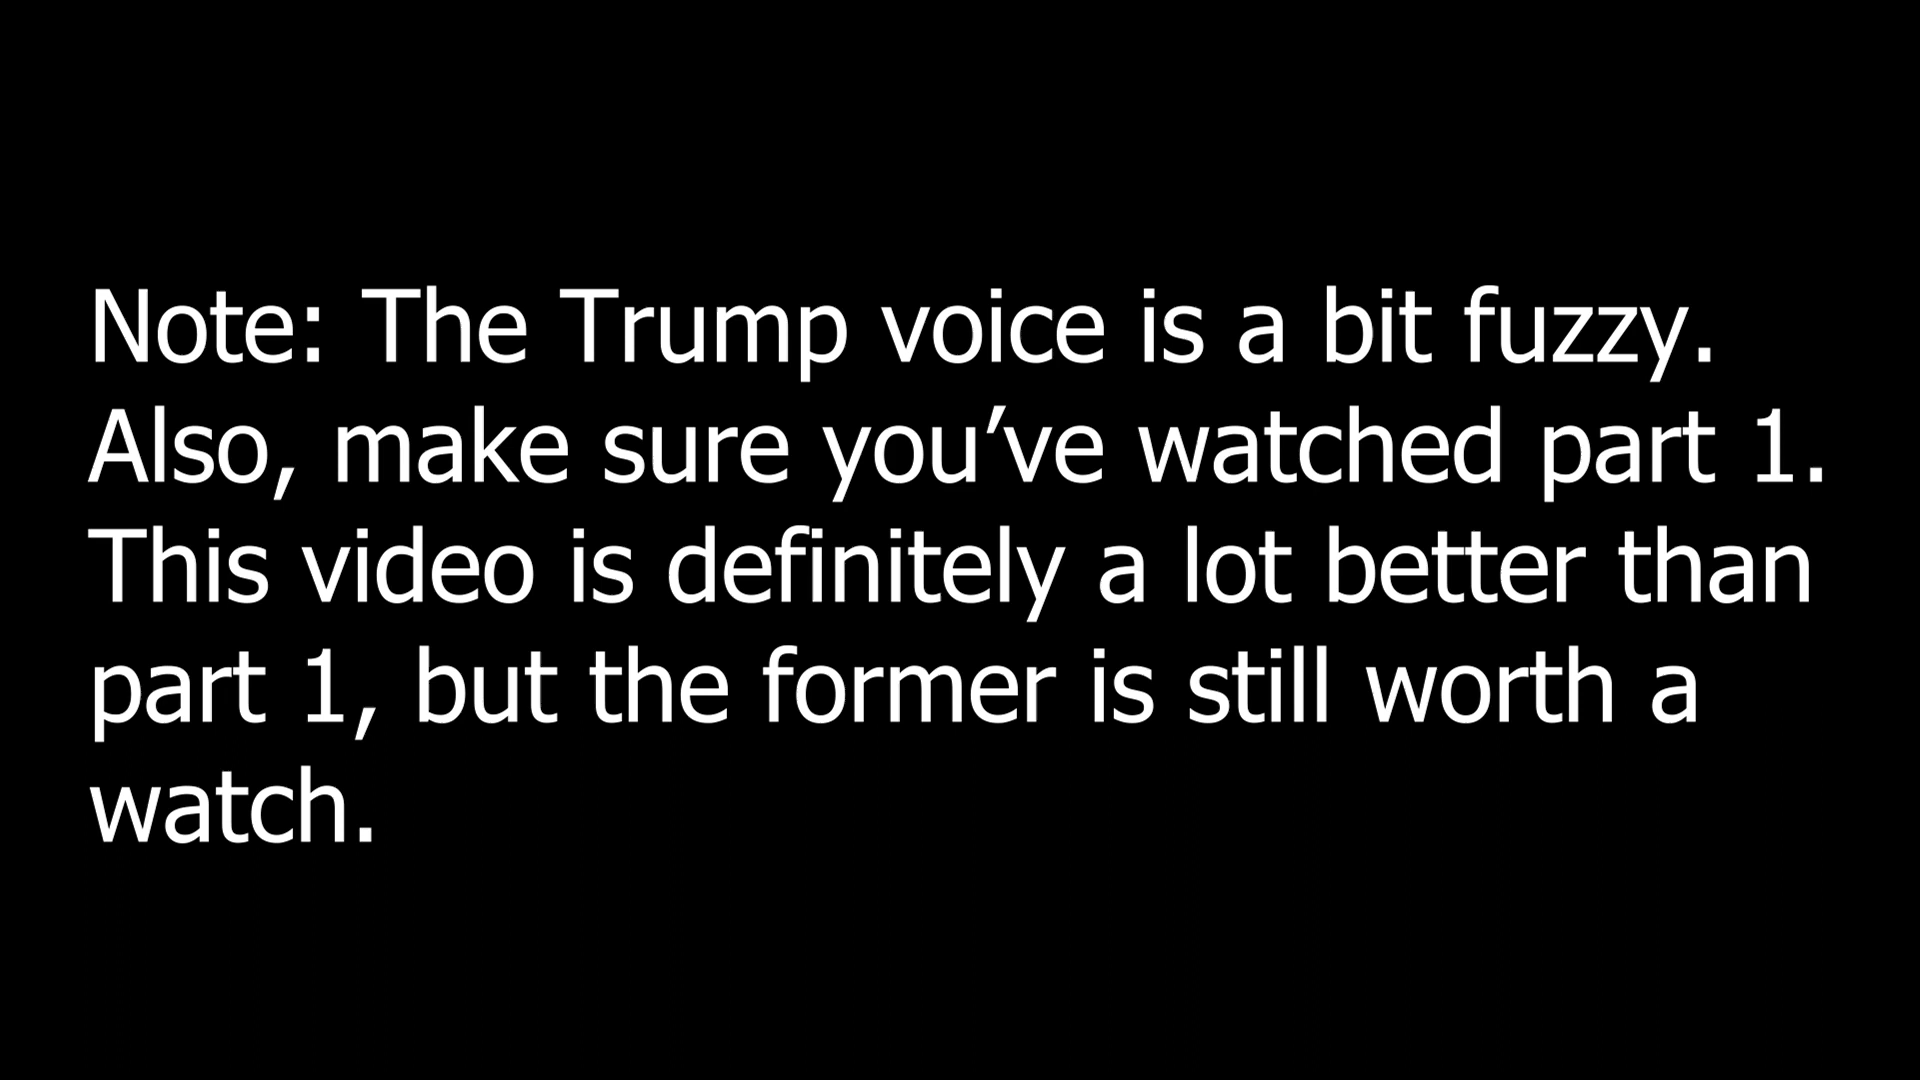 Note: The Trump voice is a bit fuzzy.
Also, make sure you’ve watched part 1.
This video is definitely a lot better than
part 1, but the former is still worth a
watch.